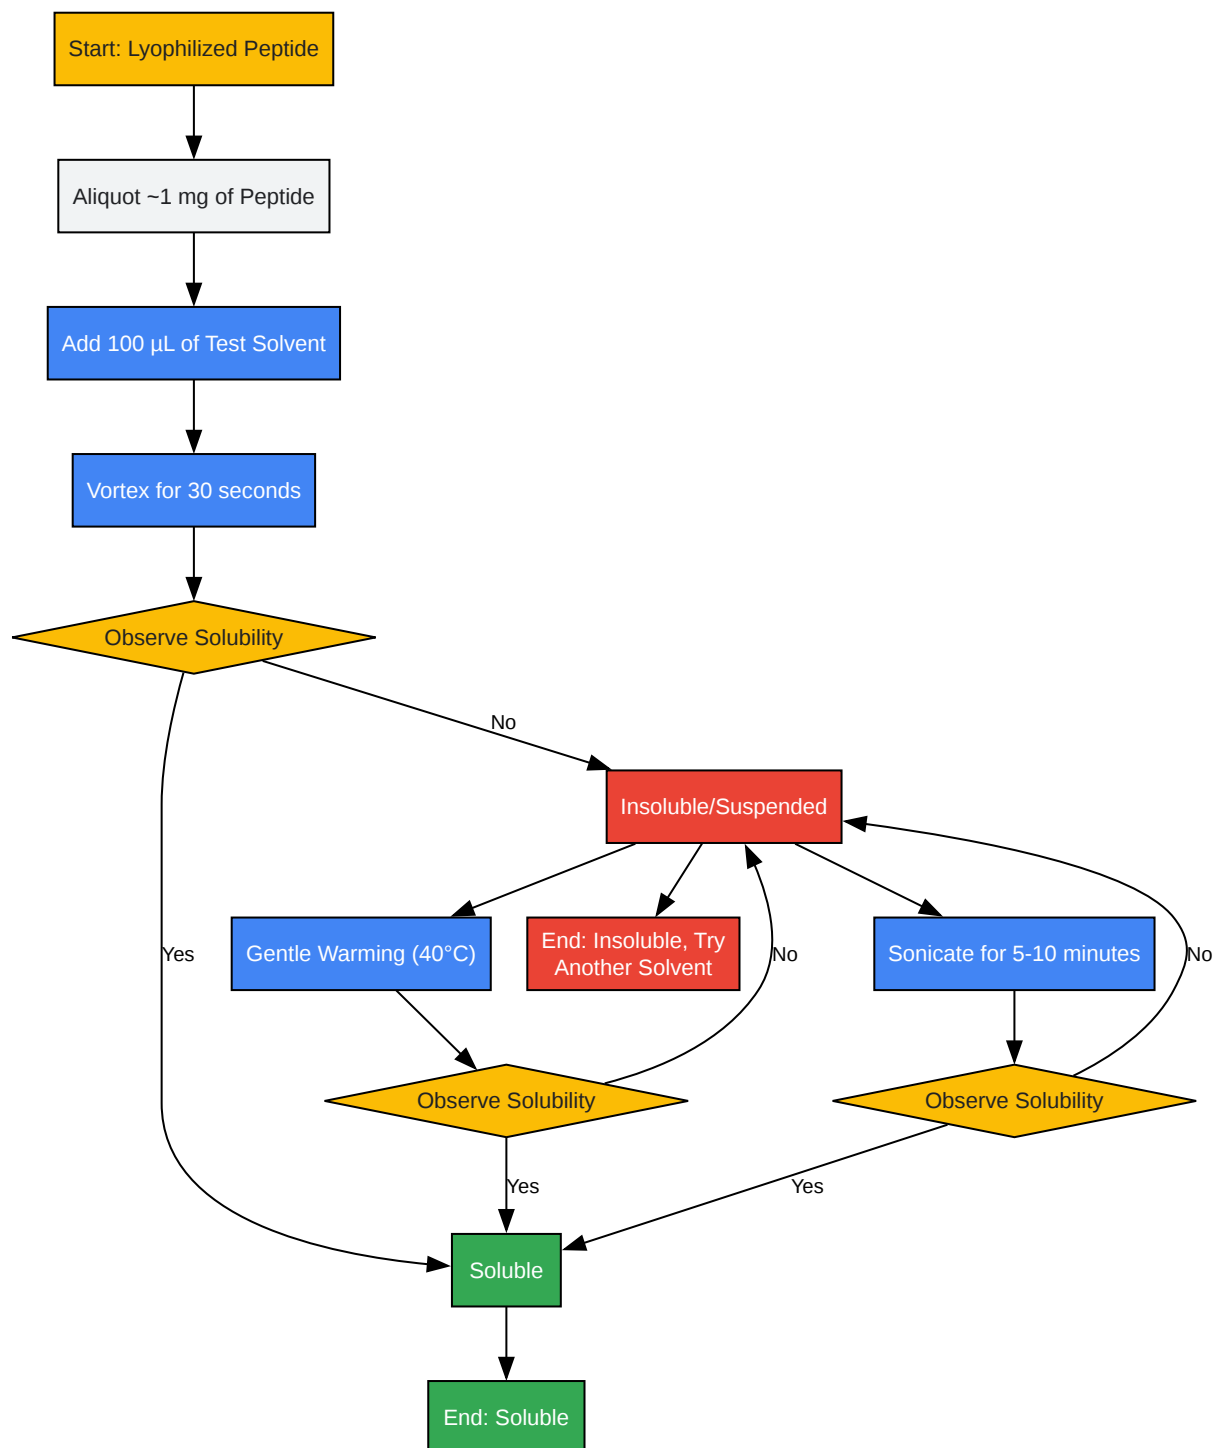 Start: Lyophilized Peptide
Aliquot ~1 mg of Peptide
Add 100 µL of Test Solvent
Vortex for 30 seconds
Observe Solubility
No
Insoluble/Suspended
Yes
Gentle Warming (40°C)
End: Insoluble, Try
Another Solvent
No
Sonicate for 5-10 minutes
No
Observe Solubility
Observe Solubility
Yes
Yes
Soluble
End: Soluble